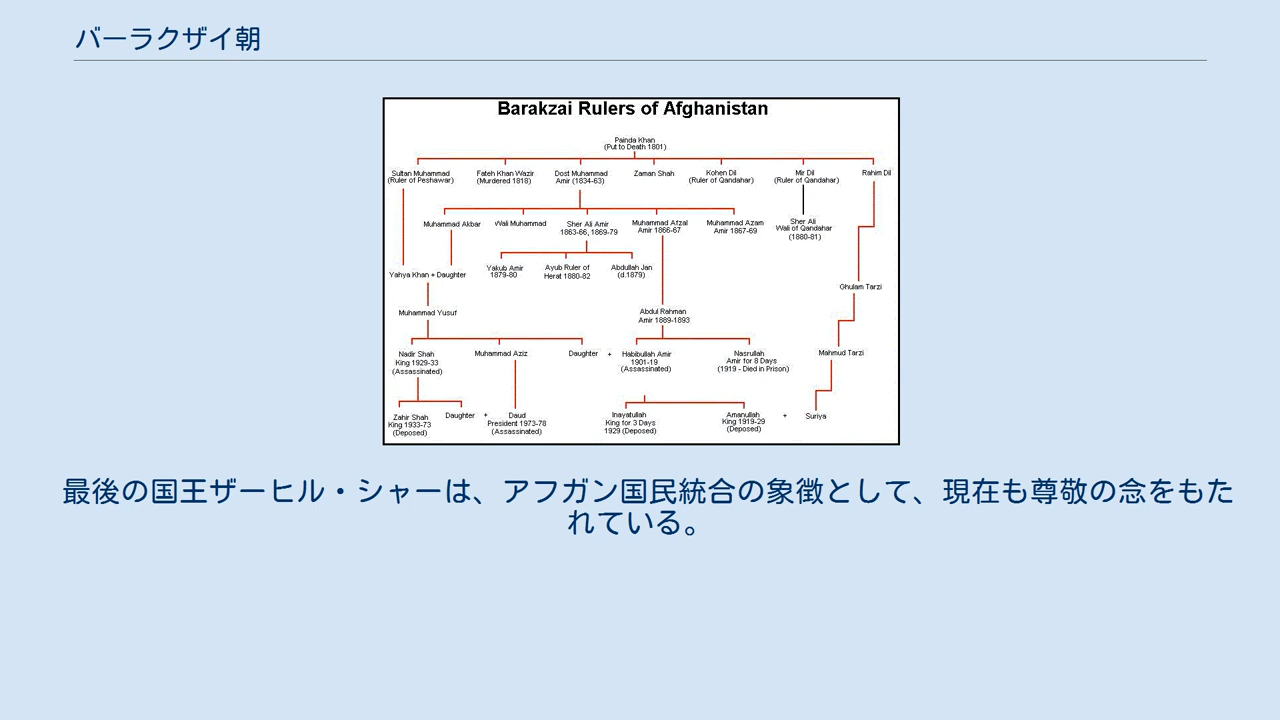 バーラクザイ朝
Barakzai Rulers of Afghanistan
Painda Khan
(Put to Death 1801)
Sultan Muhammad
(Ruler of Peshawar)
Fateh Khan Wazir
(Murdered 1818)
Dost Muhammad
Amir (1834-63)
Zaman Shah
Kohen Dil
(Ruler of Qandahar)
Mir Dil
(Ruler of Qandahar)
Rahim Dil
Muhammad Akbar
Wali Muhammad
Sher Ali Amir
1863-66, 1869-79
Muhammad Afzal
Amir 1866-67
Muhammad Azam
Amir 1867-69
Sher Ali
Wali of Qandahar
(1880-81)
Yahya Khan + Daughter
Yakub Amir
1879-80
Ayub Ruler of
Herat 1880-82
Abdullah Jan
(d.1879)
Ghulam Tarzi
Muhammad Yusuf
Abdul Rahman
Amir 1889-1893
Nadir Shah
King 1929-33
(Assassinated)
Muhammad Aziz
Daughter +
Habibullah Amir
1901-19
(Assassinated)
Nasrullah
Amir for 8 Days
(1919 - Died in Prison)
Mahmud Tarzi
Zahir Shah
King 1933-73
(Deposed)
Daughter +
Daud
President 1973-78
(Assassinated)
Inayatullah
King for 3 Days
1929 (Deposed)
Amanullah
King 1919-29
(Deposed)
+ Suriya
最後の国王ザーヒル・シャーは、アフガン国民統合の象徴として、現在も尊敬の念をもた
れている。